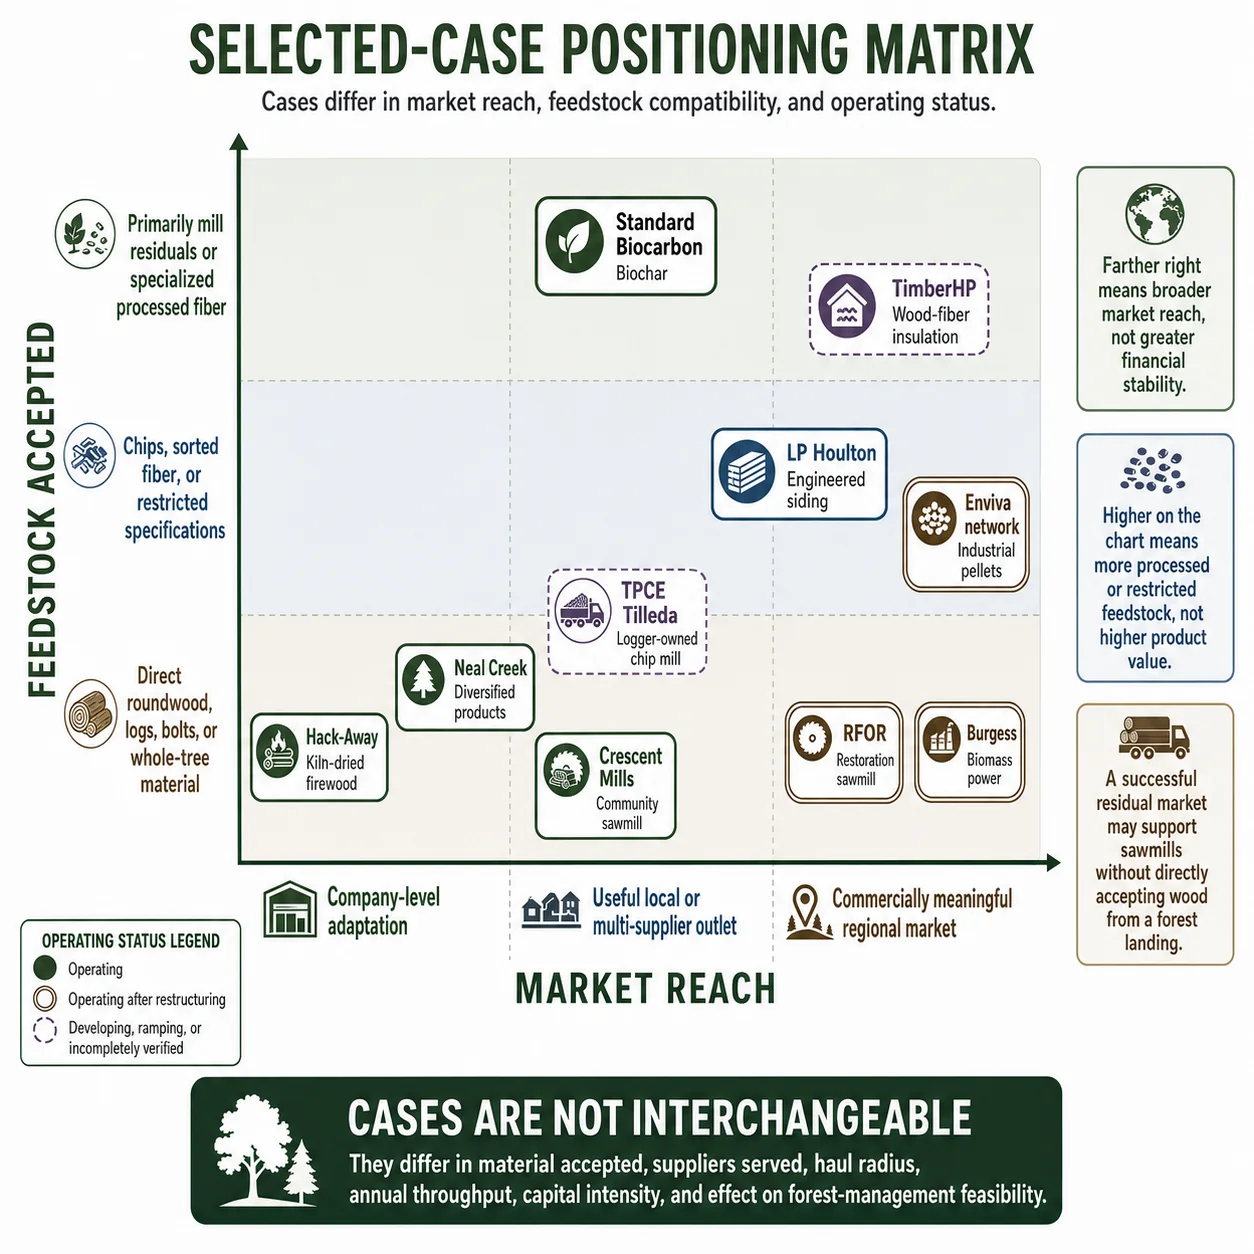 SELECTED-CASE POSITIONING MATRIX
Cases differ in market reach, feedstock compatibility, and operating status.
FEEDSTOCK ACCEPTED
Primarily mill
residuals or
specialized
processed fiber
Chips, sorted
fiber, or
restricted
specifications
Direct
roundwood,
logs, bolts, or
whole-tree
material
Standard
Biocarbon
Biochar
TimberHP
Wood-fiber
insulation
LP Houlton
Engineered
siding
Enviva
network
Industrial
pellets
TPCE
Tilleda
Logger-owned
chip mill
Neal Creek
Diversified
products
Hack-Away
Kiln-dried
firewood
Crescent
Mills
Community
sawmill
RFOR
Restoration
sawmill
Burgess
Biomass
power
Company-level
adaptation
Useful local or
multi-supplier outlet
Commercially meaningful
regional market
MARKET REACH
Farther right
means broader
market reach,
not greater
financial
stability.
Higher on the
chart means
more processed
or restricted
feedstock, not
higher product
value.
A successful
residual market
may support
sawmills
without directly
accepting wood
from a forest
landing.
OPERATING STATUS LEGEND
Operating
Operating after restructuring
Developing, ramping, or
incompletely verified
CASES ARE NOT INTERCHANGEABLE
They differ in material accepted, suppliers served, haul radius,
annual throughput, capital intensity, and effect on forest-management feasibility.